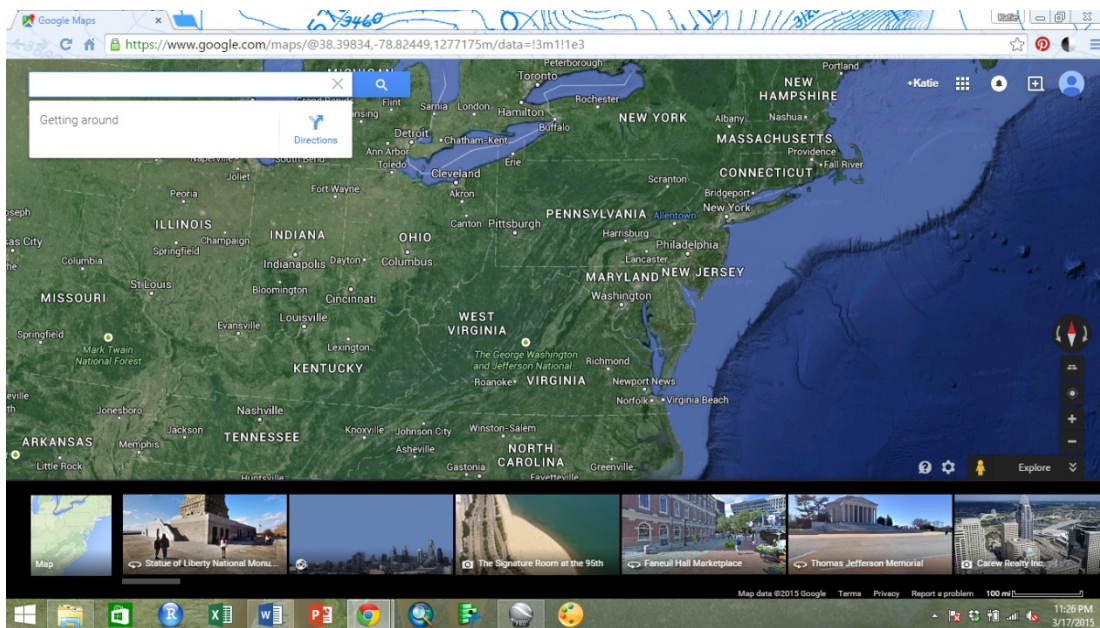 Google Maps
3460
Katie
https://www.google.com/maps/@38.39834,-78.82449,1277175m/data=!3m1!1e3
Peterborough
Portland
MICHIGAN
Toronto
NEW HAMPSHIRE
+Katie
Getting around
Directions
Flint
Sarnia
London
Hamilton
Rochester
Buffalo
NEW YORK
Albany
Nashua
Detroit
Chatham-Kent
MASSACHUSETTS
Providence
Fall River
Ann Arbor
Toledo
Erie
CONNECTICUT
Naperville
South Bend
Joliet
Cleveland
Scranton
Bridgeport
Peoria
Fort Wayne
Akron
New York
PENNSYLVANIA
Allentown
ILLINOIS
Canton
Pittsburgh
Champaign
INDIANA
OHIO
Harrisburg
Philadelphia
Springfield
Columbia
Indianapolis
Dayton
Columbus
Lancaster
MARYLAND
NEW JERSEY
St Louis
Bloomington
Cincinnati
Washington
MISSOURI
Louisville
WEST VIRGINIA
Evansville
Springfield
Mark Twain
National Forest
Lexington
The George Washington
and Jefferson National
Richmond
KENTUCKY
Roanoke
VIRGINIA
Newport News
Norfolk
Virginia Beach
Jonesboro
Nashville
Jackson
TENNESSEE
Knoxville
Johnson City
Winston-Salem
ARKANSAS
Memphis
Asheville
NORTH CAROLINA
Little Rock
Huntsville
Gastonia
Greenville
Fayetteville
Explore
Map
Statue of Liberty National Monu...
The Signature Room at the 95th
Faneuil Hall Marketplace
Thomas Jefferson Memorial
Carew Realty Inc
Map data ©2015 Google
Terms
Privacy
Report a problem
100 mi
11:26 PM
3/17/2015